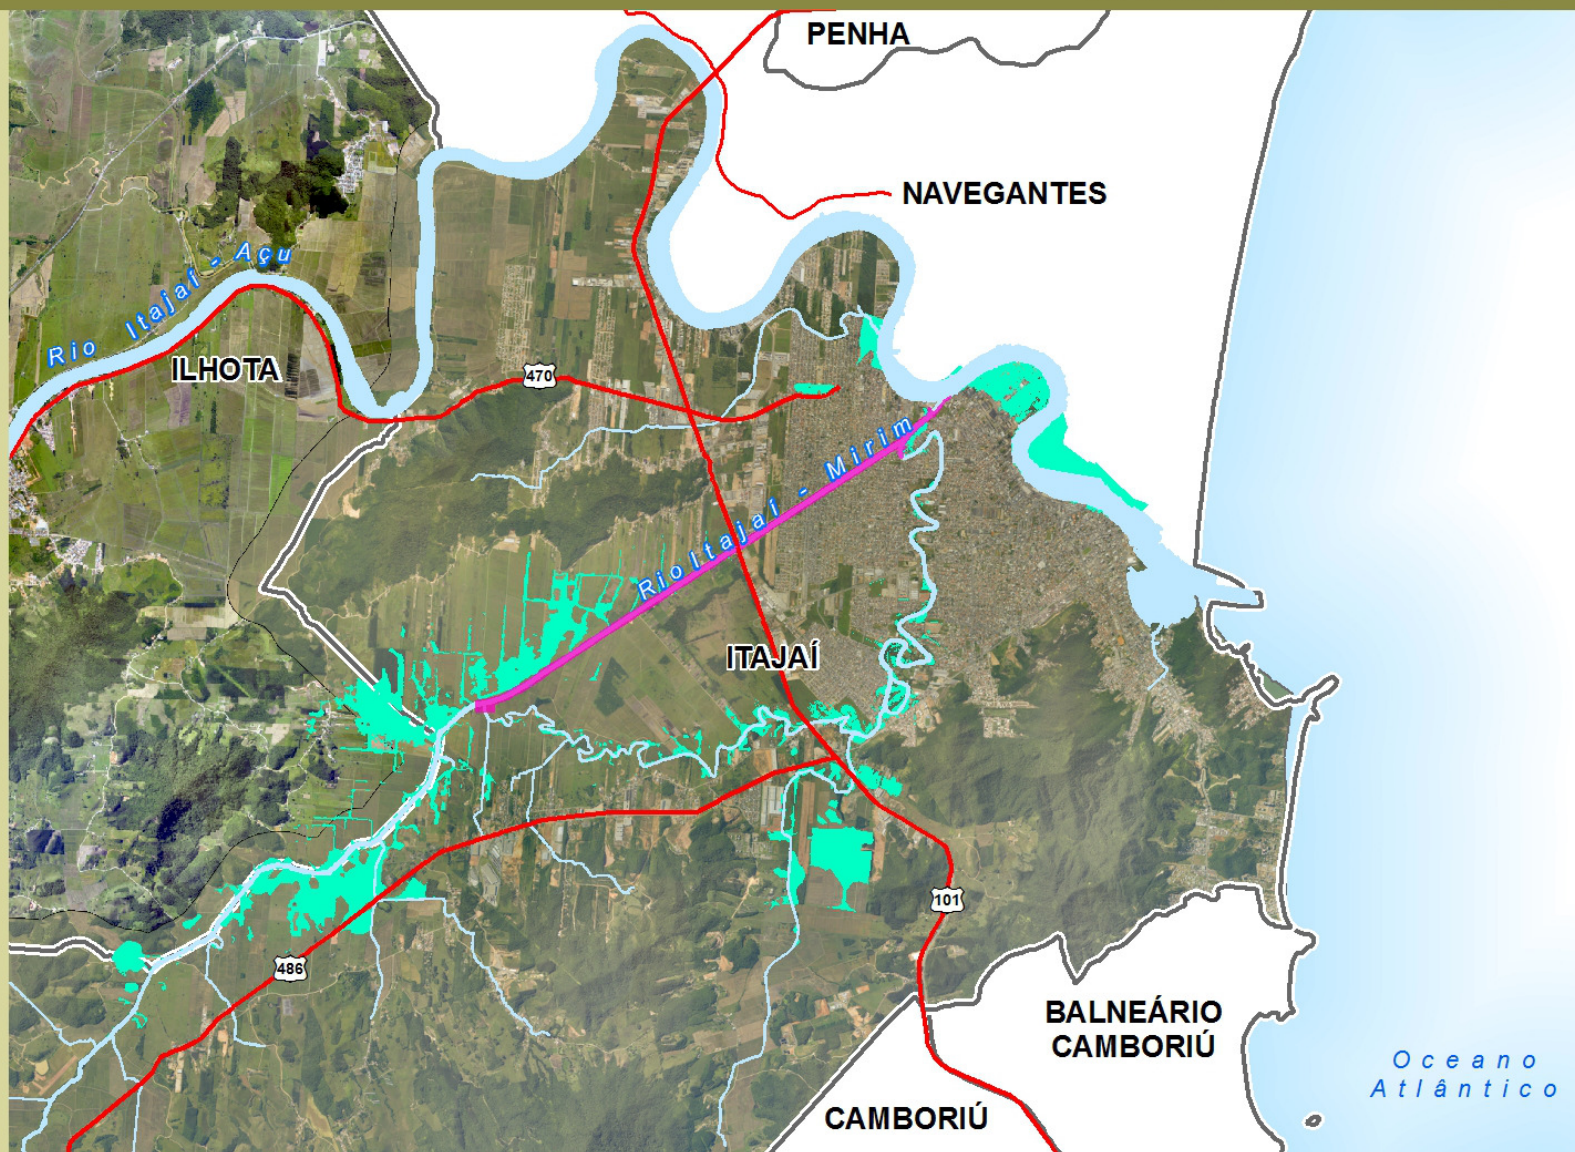 PENHA
NAVEGANTES
Rio Itajaí - Açu
ILHOTA
470
Rio Itajaí - Mirim
ITAJAÍ
101
486
BALNEÁRIO
CAMBORIÚ
Oceano
Atlântico
CAMBORIÚ